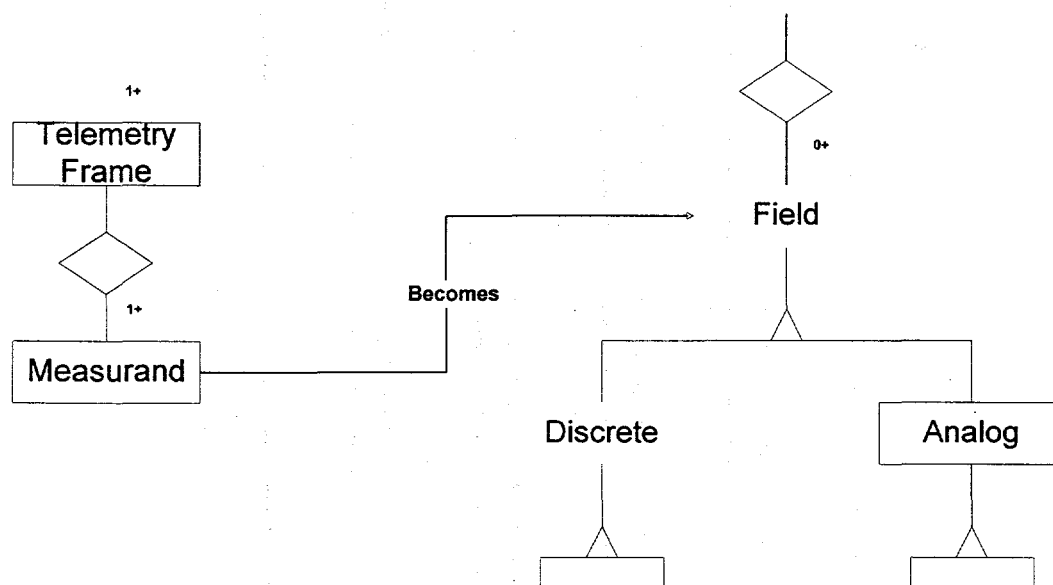 1+
Telemetry
Frame
0+
Field
Becomes
1+
Measurand
Discrete
Analog